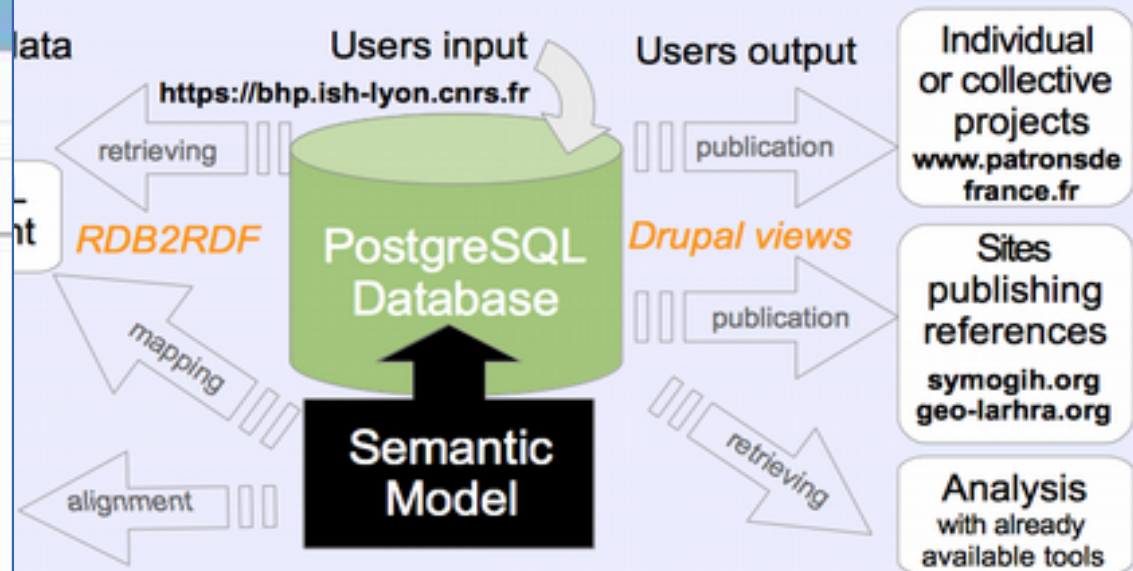 Users input
Users output
https://bhp.ish-lyon.cnrs.fr
retrieving
RDB2RDF
mapping
alignment
PostgreSQL
Database
Semantic
Model
publication
Drupal views
publication
retrieving
Individual
or collective
projects
www.patronsde
france.fr
Sites
publishing
references
symogih.org
geo-larhra.org
Analysis
with already
available tools